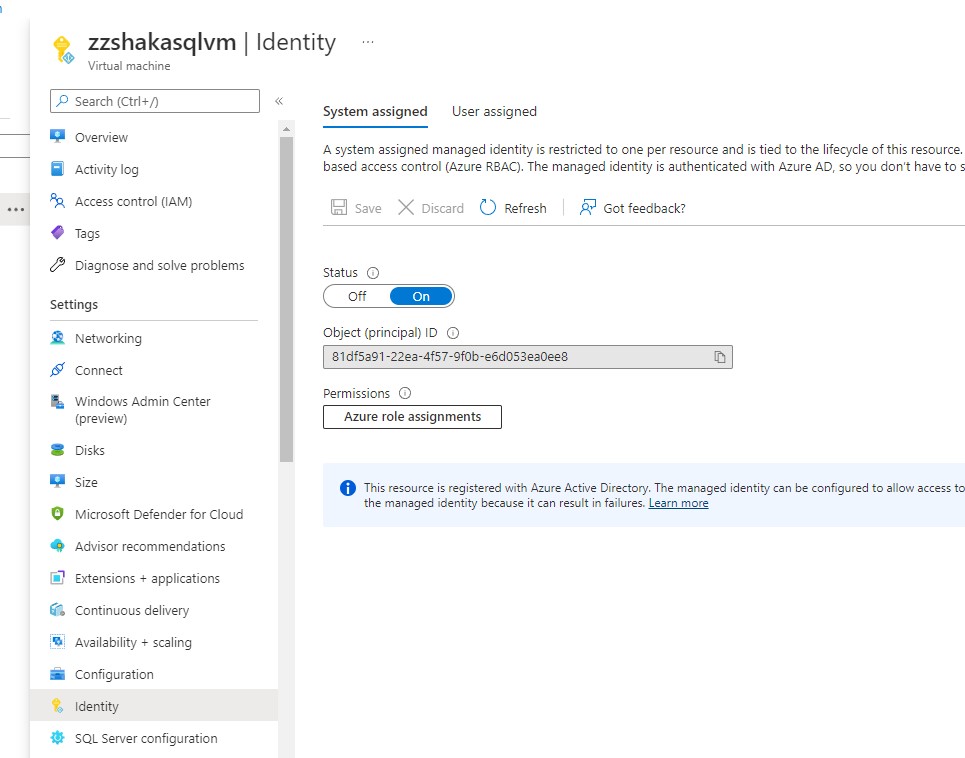 zzshakasqlvm | Identity ...
Virtual machine
Search (Ctrl+/)
«
Overview
Activity log
Access control (IAM)
Tags
Diagnose and solve problems
Settings
Networking
Connect
Windows Admin Center
(preview)
Disks
Size
Microsoft Defender for Cloud
Advisor recommendations
Extensions + applications
Continuous delivery
Availability + scaling
Configuration
Identity
SQL Server configuration
System assigned User assigned
A system assigned managed identity is restricted to one per resource and is tied to the lifecycle of this resource.
based access control (Azure RBAC). The managed identity is authenticated with Azure AD, so you don't have to s
Save Discard Refresh Got feedback?
Status
Off On
Object (principal) ID
81df5a91-22ea-4f57-9f0b-e6d053ea0ee8
Permissions
Azure role assignments
This resource is registered with Azure Active Directory. The managed identity can be configured to allow access to
the managed identity because it can result in failures. Learn more